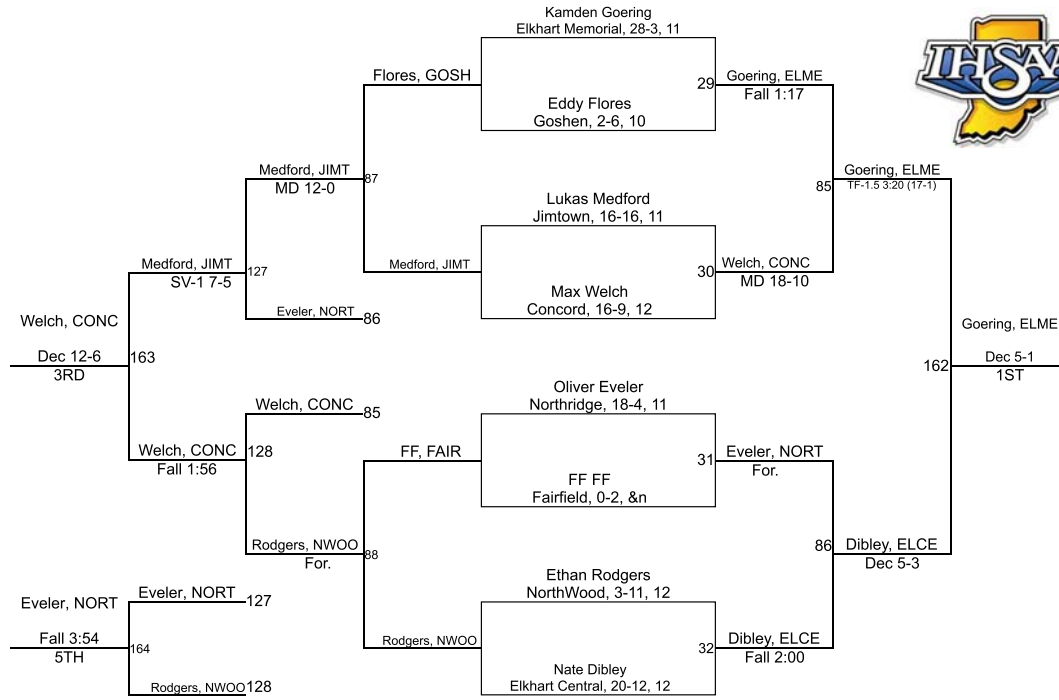 Kamden Goering
Elkhart Memorial, 28-3, 11
IHSAA
Flores, GOSH
29
Goering, ELME
Fall 1:17
Eddy Flores
Goshen, 2-6, 10
Medford, JIMT
MD 12-0
87
85
Goering, ELME
TF-1.5 3:20 (17-1)
Lukas Medford
Jimtown, 16-16, 11
Medford, JIMT
SV-1 7-5
127
Medford, JIMT
30
Welch, CONC
MD 18-10
Max Welch
Concord, 16-9, 12
Eveler, NORT
86
Welch, CONC
Dec 12-6
3RD
163
162
Goering, ELME
Dec 5-1
1ST
Oliver Eveler
Northridge, 18-4, 11
Welch, CONC
85
Welch, CONC
Fall 1:56
128
FF, FAIR
31
Eveler, NORT
For.
FF FF
Fairfield, 0-2, &n
Rodgers, NWOO
For.
88
86
Dibley, ELCE
Dec 5-3
Ethan Rodgers
NorthWood, 3-11, 12
Eveler, NORT
127
Eveler, NORT
Fall 3:54
5TH
164
Rodgers, NWOO
32
Dibley, ELCE
Fall 2:00
Nate Dibley
Elkhart Central, 20-12, 12
Rodgers, NWOO
128